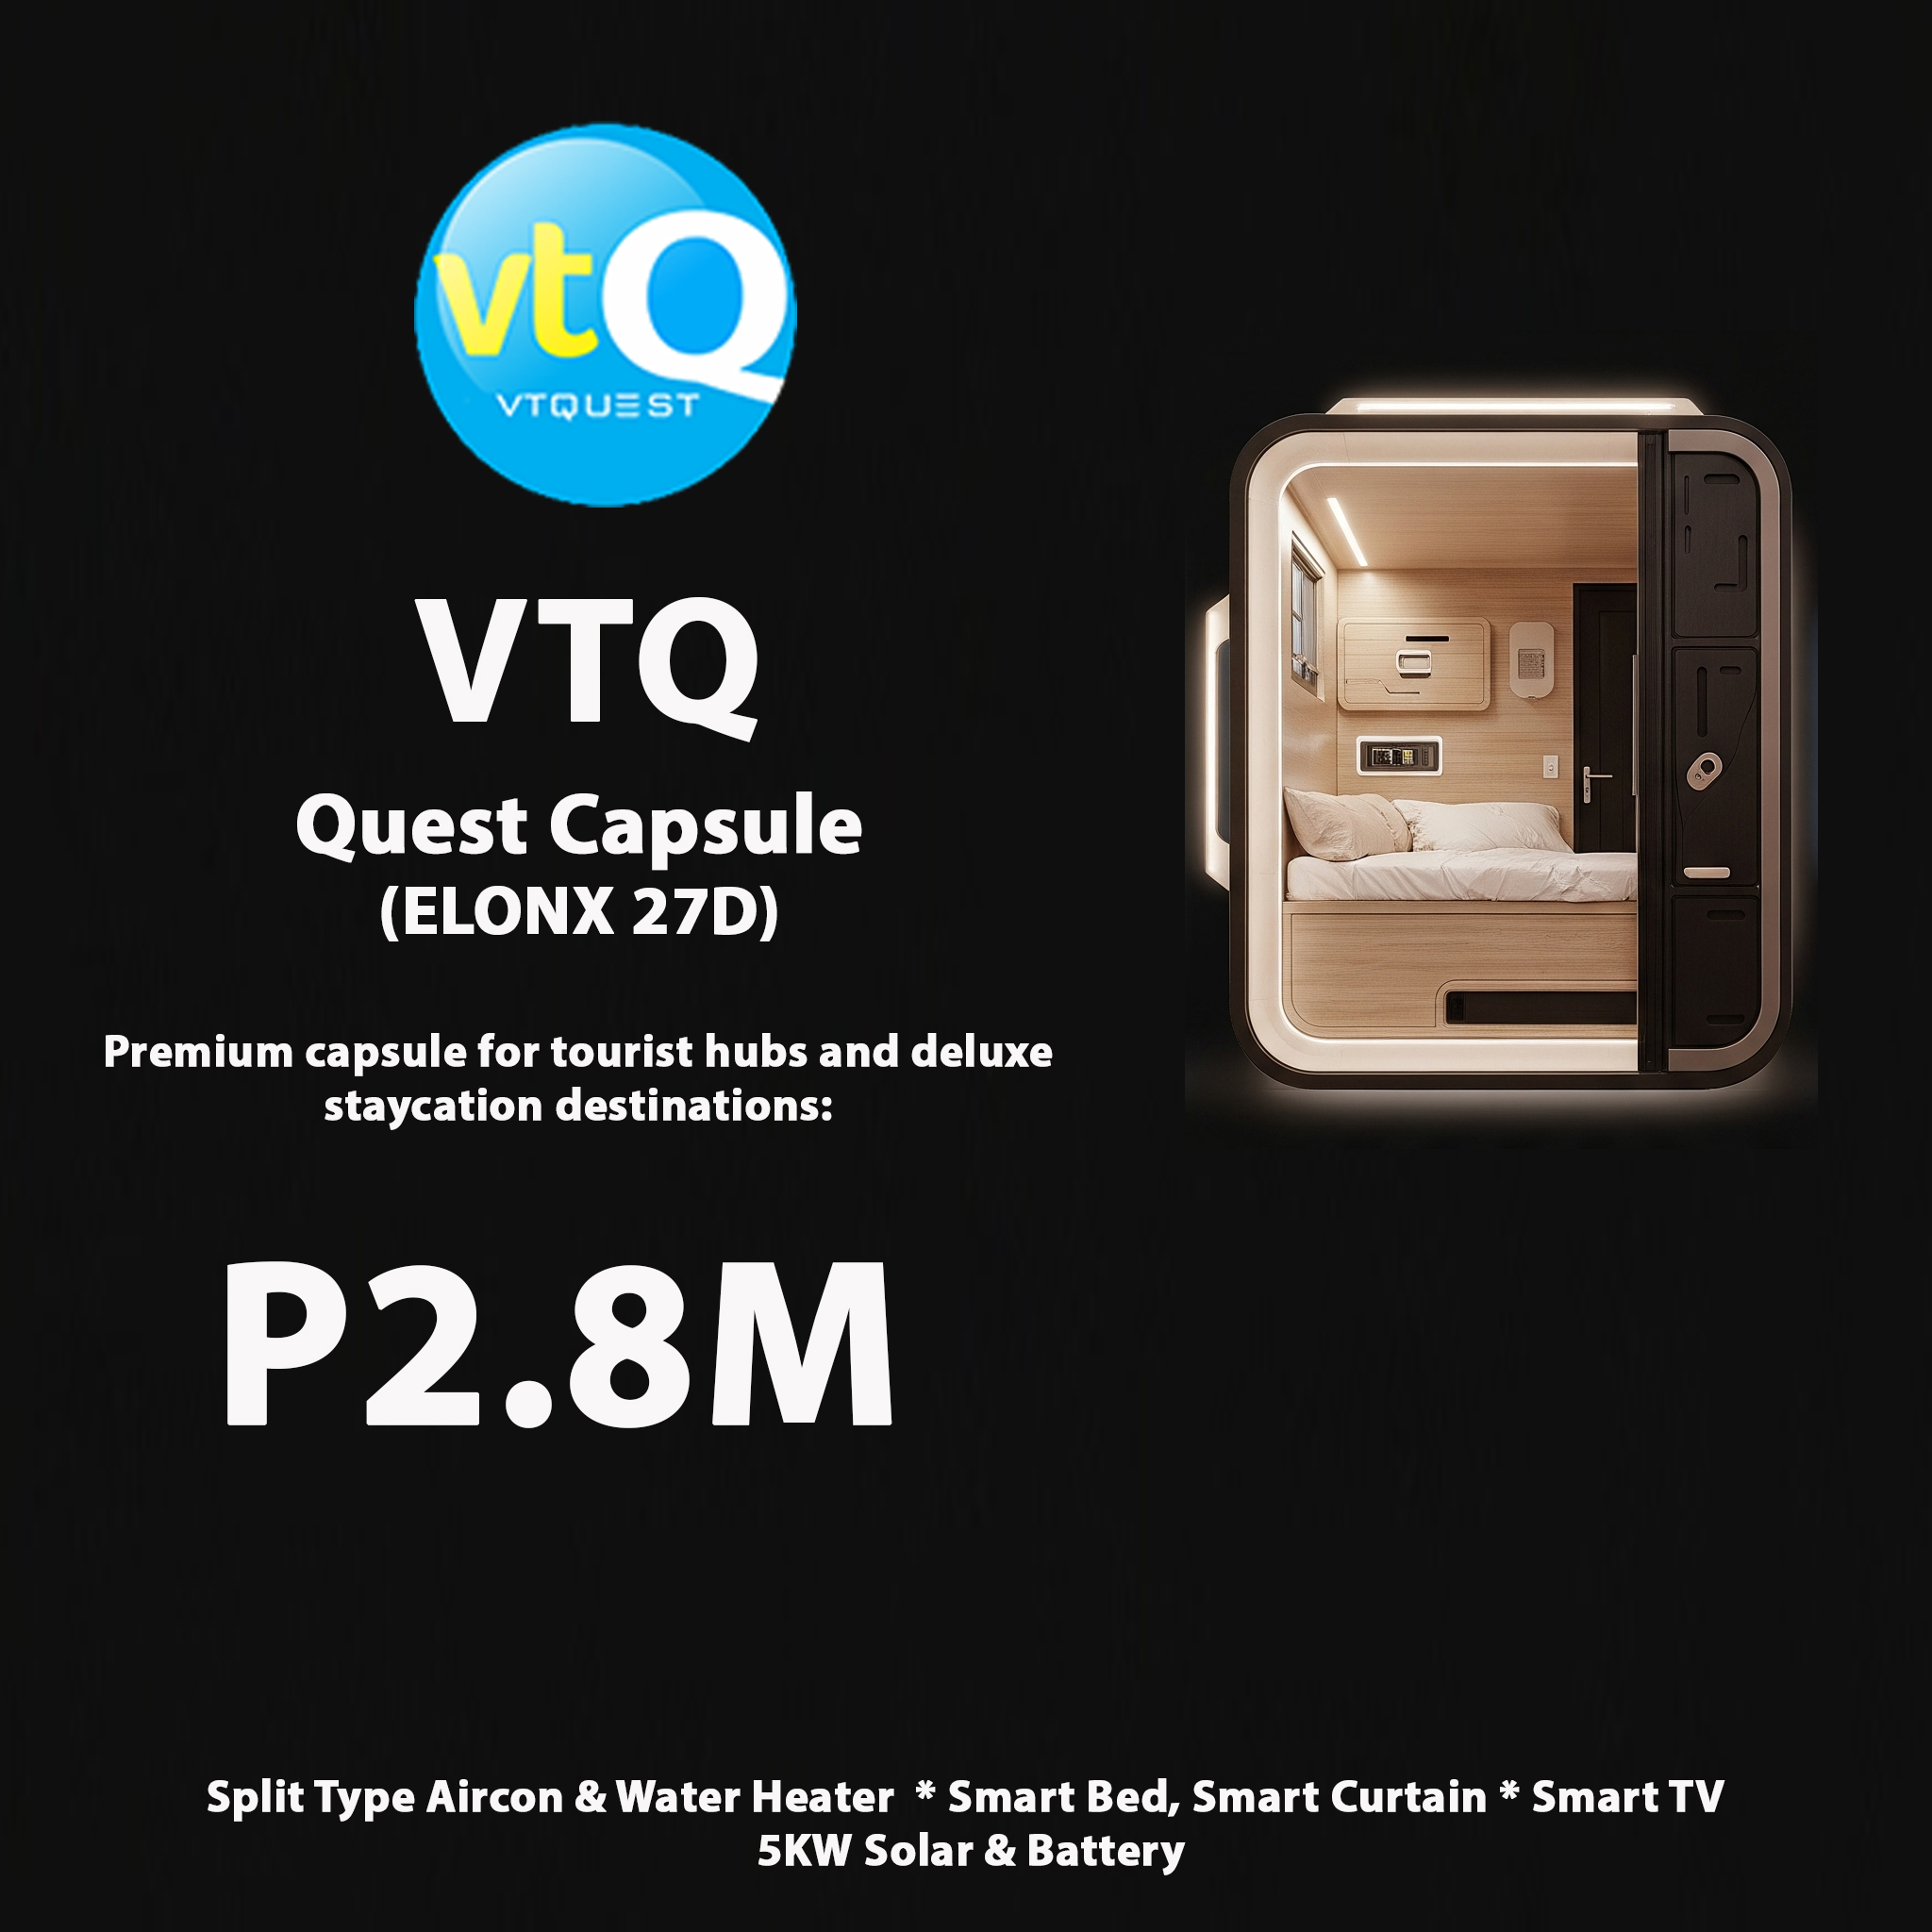 vtQ
VTQUEST
VTQ
Quest Capsule
(ELONX 27D)
Premium capsule for tourist hubs and deluxe
staycation destinations:
P2.8M
Split Type Aircon & Water Heater  * Smart Bed, Smart Curtain * Smart TV
5KW Solar & Battery